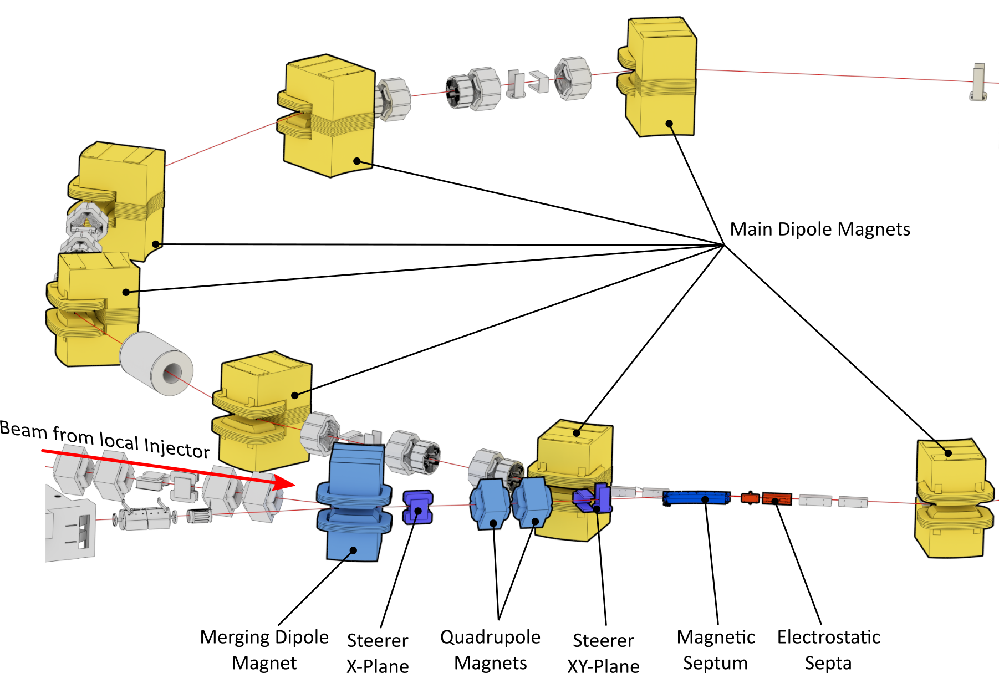 Main Dipole Magnets
Beam from local Injector
Merging Dipole
Magnet
Steerer
X-Plane
Quadrupole
Magnets
Steerer
XY-Plane
Magnetic
Septum
Electrostatic
Septa